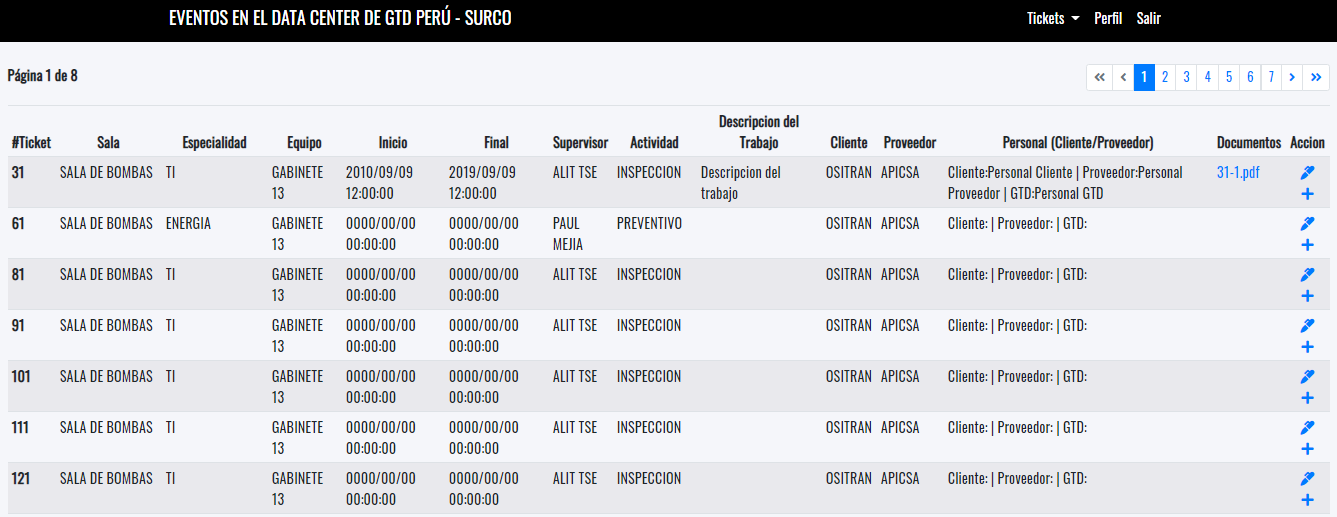 EVENTOS EN EL DATA CENTER DE GTD PERÚ - SURCO Tickets Perfil Salir
Página 1 de 8 « ‹ 1 2 3 4 5 6 7 › »
#Ticket Sala Especialidad Equipo Inicio Final Supervisor Actividad Descripcion del Trabajo Cliente Proveedor Personal (Cliente/Proveedor) Documentos Accion
31 SALA DE BOMBAS TI GABINETE 2010/09/09 2019/09/09 ALIT TSE INSPECCION Descripcion del OSITRAN APICSA Cliente:Personal Cliente | Proveedor:Personal 31-1.pdf
13 12:00:00 12:00:00 trabajo Proveedor | GTD:Personal GTD
61 SALA DE BOMBAS ENERGIA GABINETE 0000/00/00 0000/00/00 PAUL PREVENTIVO OSITRAN APICSA Cliente: | Proveedor: | GTD:
13 00:00:00 00:00:00 MEJIA
81 SALA DE BOMBAS TI GABINETE 0000/00/00 0000/00/00 ALIT TSE INSPECCION OSITRAN APICSA Cliente: | Proveedor: | GTD:
13 00:00:00 00:00:00
91 SALA DE BOMBAS TI GABINETE 0000/00/00 0000/00/00 ALIT TSE INSPECCION OSITRAN APICSA Cliente: | Proveedor: | GTD:
13 00:00:00 00:00:00
101 SALA DE BOMBAS TI GABINETE 0000/00/00 0000/00/00 ALIT TSE INSPECCION OSITRAN APICSA Cliente: | Proveedor: | GTD:
13 00:00:00 00:00:00
111 SALA DE BOMBAS TI GABINETE 0000/00/00 0000/00/00 ALIT TSE INSPECCION OSITRAN APICSA Cliente: | Proveedor: | GTD:
13 00:00:00 00:00:00
121 SALA DE BOMBAS TI GABINETE 0000/00/00 0000/00/00 ALIT TSE INSPECCION OSITRAN APICSA Cliente: | Proveedor: | GTD:
13 00:00:00 00:00:00